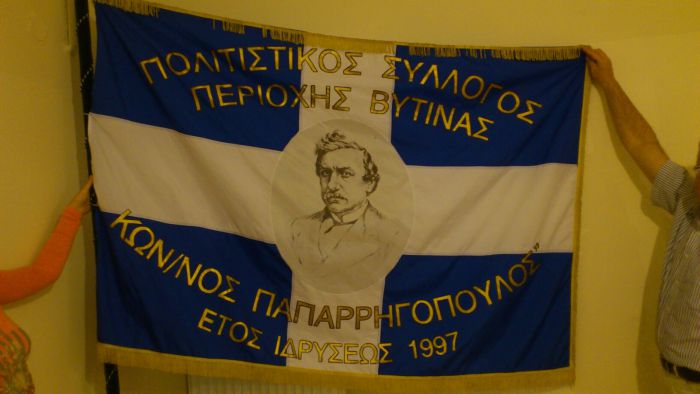 ΠΟΛΙΤΙΣΤΙΚΟΣ ΣΥΛΛΟΓΟΣ
ΠΕΡΙΟΧΗΣ ΒΥΤΙΝΑΣ
ΚΩΝ/ΝΟΣ ΠΑΠΑΡΡΗΓΟΠΟΥΛΟΣ"
ΕΤΟΣ ΙΔΡΥΣΕΩΣ 1997